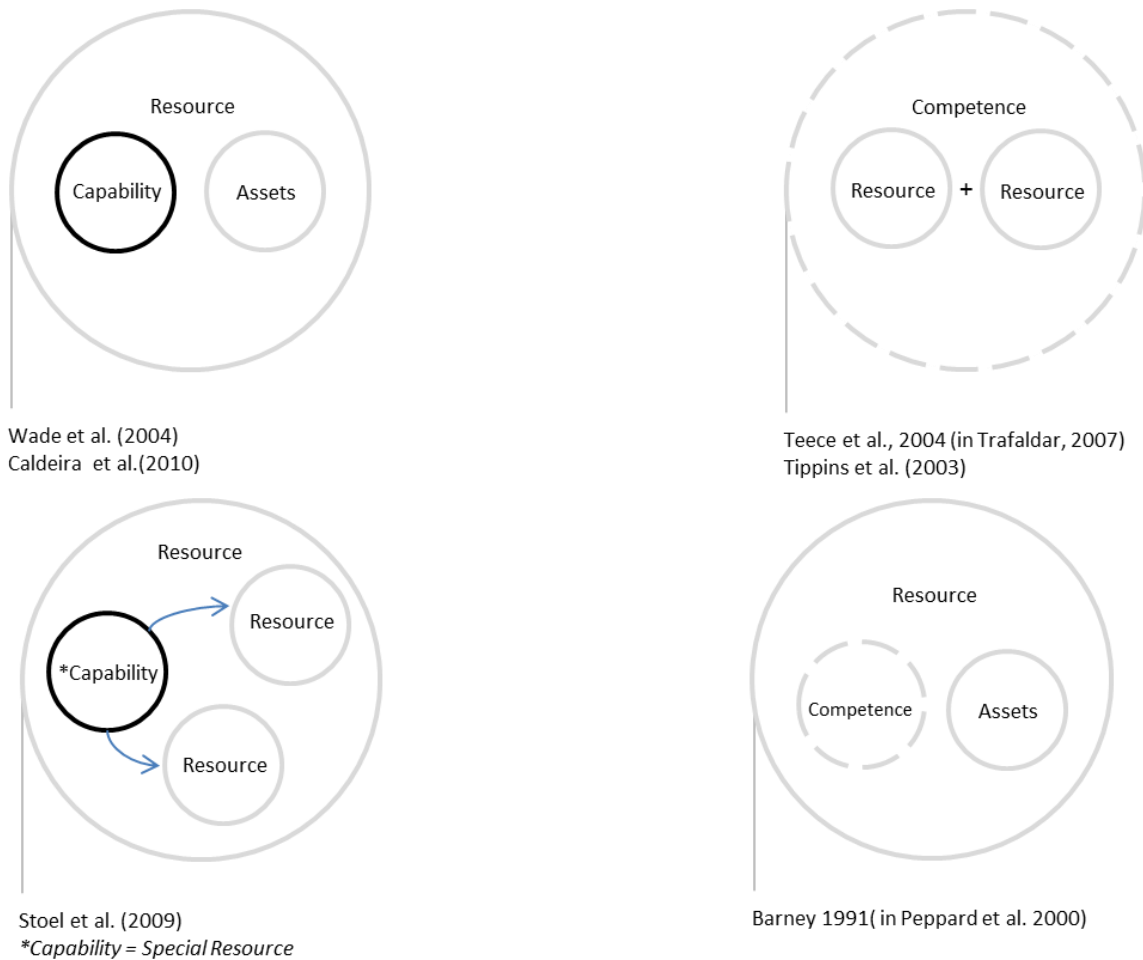 Resource
Capability
Assets
Wade et al. (2004)
Caldeira et al.(2010)
Competence
Resource + Resource
Teece et al., 2004 (in Trafaldar, 2007)
Tippins et al. (2003)
Resource
Resource
*Capability
Resource
Stoel et al. (2009)
*Capability = Special Resource
Resource
Competence
Assets
Barney 1991( in Peppard et al. 2000)